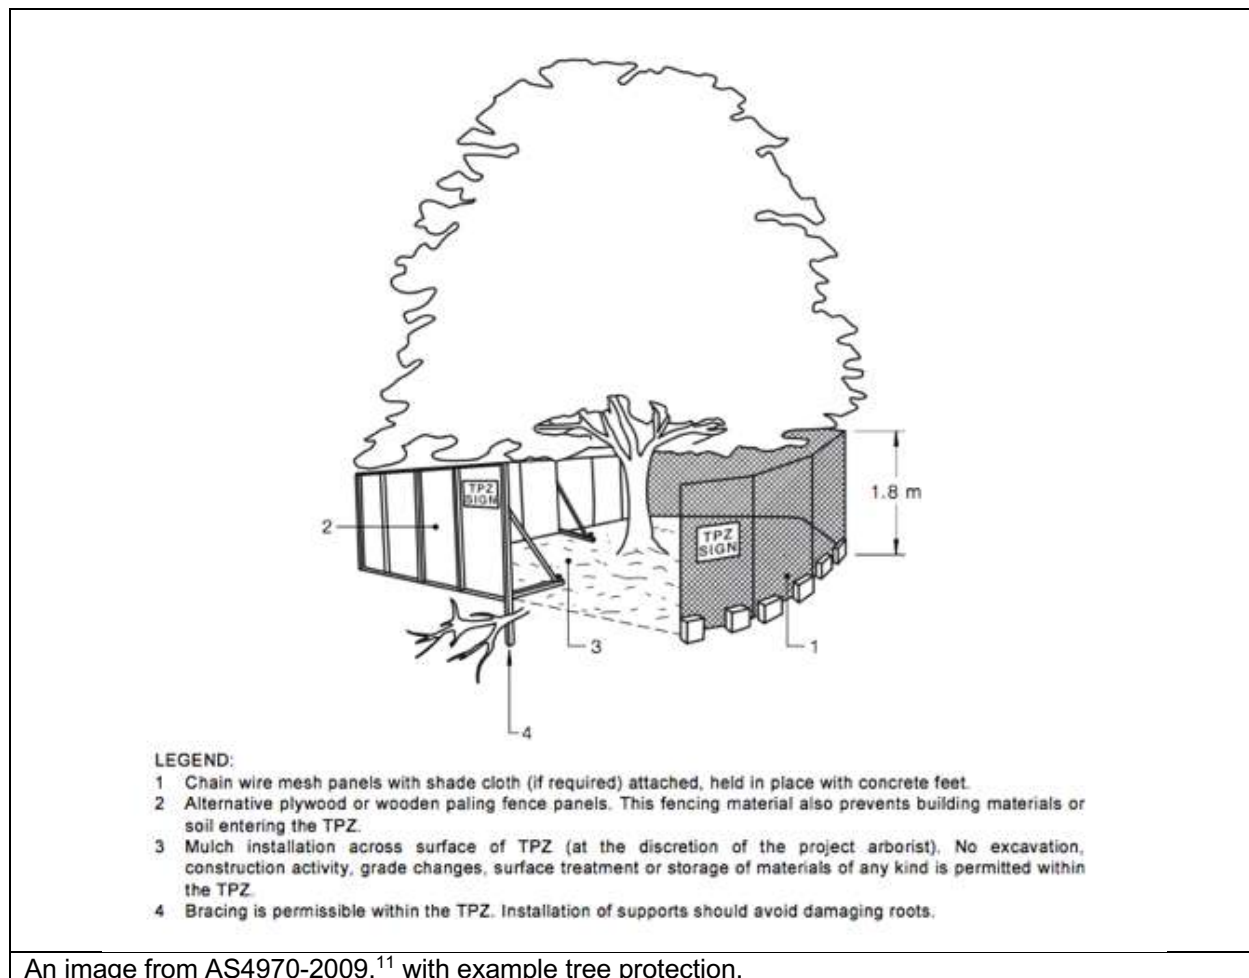 TPZ
SIGN
1.8 m
2
TPZ
SIGN
3
1
4
LEGEND:
1 Chain wire mesh panels with shade cloth (if required) attached, held in place with concrete feet.
2 Alternative plywood or wooden paling fence panels. This fencing material also prevents building materials or
soil entering the TPZ.
3 Mulch installation across surface of TPZ (at the discretion of the project arborist). No excavation,
construction activity, grade changes, surface treatment or storage of materials of any kind is permitted within
the TPZ.
4 Bracing is permissible within the TPZ. Installation of supports should avoid damaging roots.
An image from AS4970-2009,11 with example tree protection.